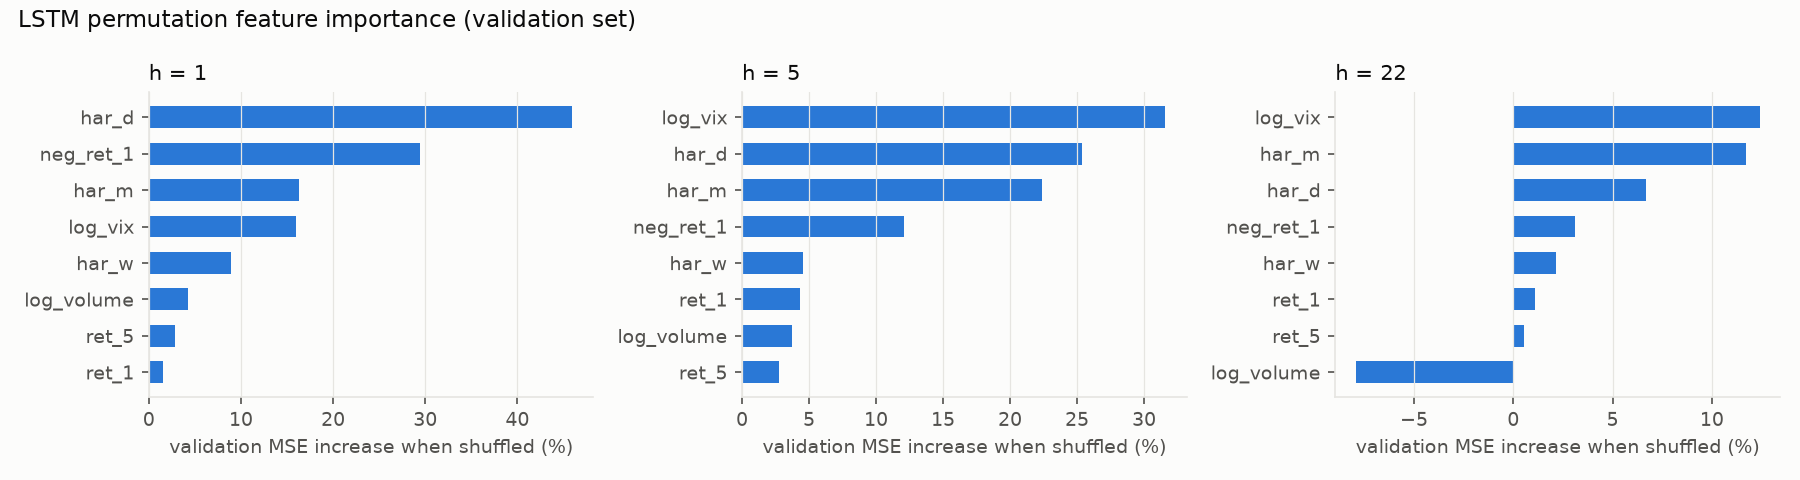 LSTM permutation feature importance (validation set)
h = 1
har_d
neg_ret_1
har_m
log_vix
har_w
log_volume
ret_5
ret_1
0 10 20 30 40
validation MSE increase when shuffled (%)
h = 5
log_vix
har_d
har_m
neg_ret_1
har_w
ret_1
log_volume
ret_5
0 5 10 15 20 25 30
validation MSE increase when shuffled (%)
h = 22
log_vix
har_m
har_d
neg_ret_1
har_w
ret_1
ret_5
log_volume
−5 0 5 10
validation MSE increase when shuffled (%)